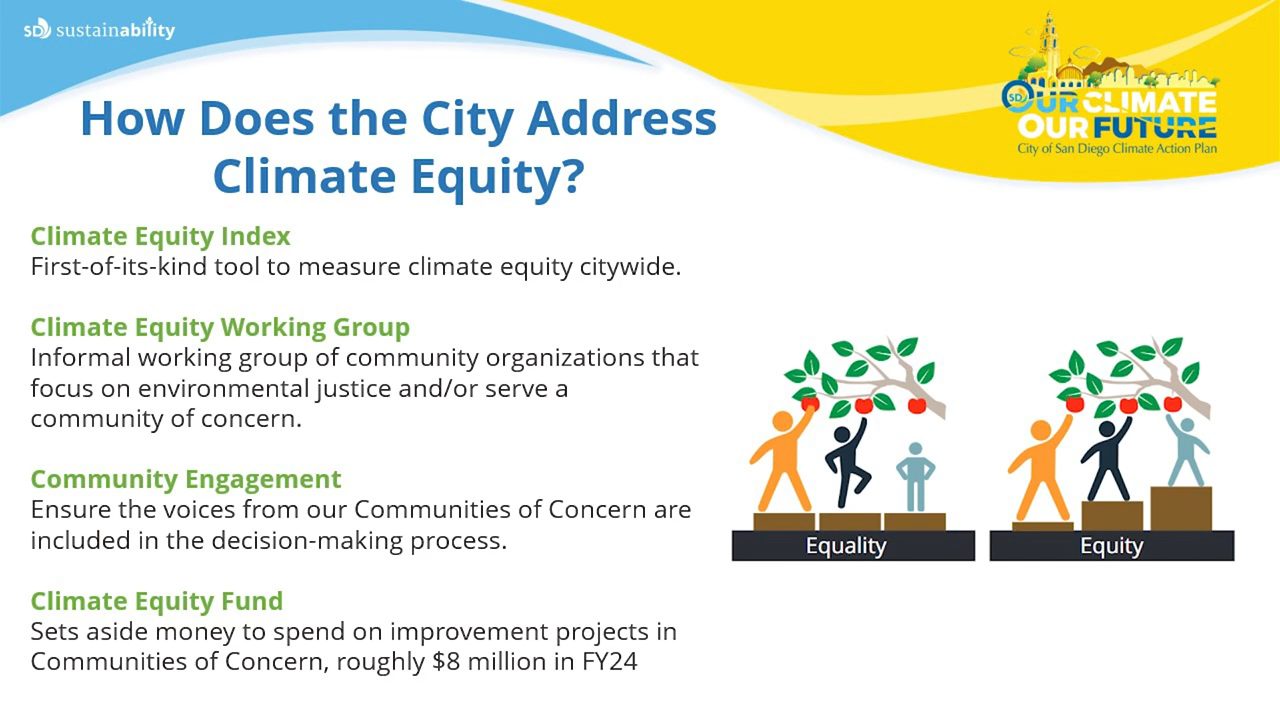 SD sustainability
SD
OUR CLIMATE
OUR FUTURE
City of San Diego Climate Action Plan
How Does the City Address
Climate Equity?
Climate Equity Index
First-of-its-kind tool to measure climate equity citywide.
Climate Equity Working Group
Informal working group of community organizations that
focus on environmental justice and/or serve a
community of concern.
Community Engagement
Ensure the voices from our Communities of Concern are
included in the decision-making process.
Climate Equity Fund
Sets aside money to spend on improvement projects in
Communities of Concern, roughly $8 million in FY24
Equality
Equity